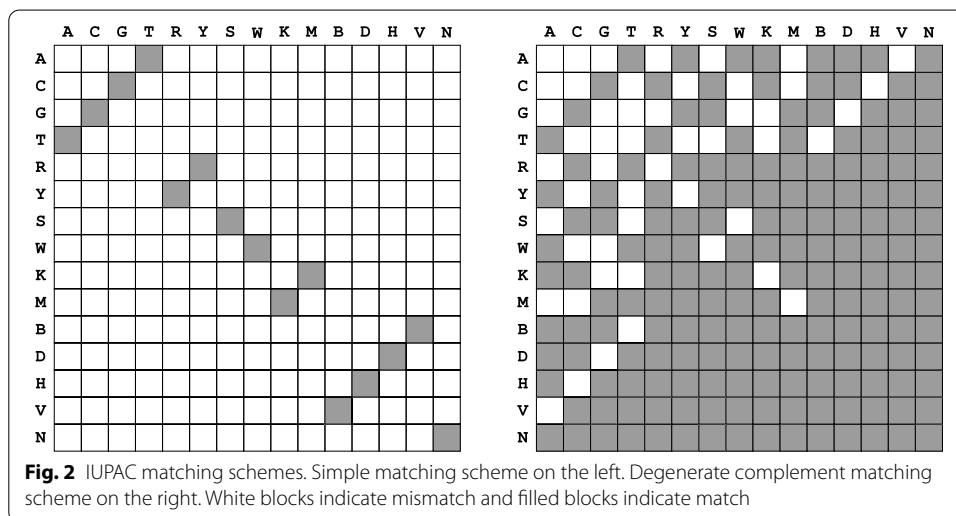 A C G T R Y S W K M B D H V N
A
C
G
T
R
Y
S
W
K
M
B
D
H
V
N
A C G T R Y S W K M B D H V N
A
C
G
T
R
Y
S
W
K
M
B
D
H
V
N
Fig. 2 IUPAC matching schemes. Simple matching scheme on the left. Degenerate complement matching
scheme on the right. White blocks indicate mismatch and filled blocks indicate match